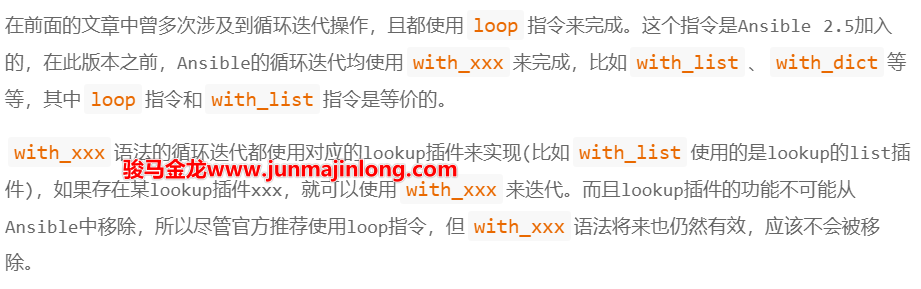 在前面的文章中曾多次涉及到循环迭代操作，且都使用 loop 指令来完成。这个指令是Ansible 2.5加入
的，在此版本之前，Ansible的循环迭代均使用 with_xxx 来完成，比如 with_list 、 with_dict 等
等，其中 loop 指令和 with_list 指令是等价的。
with_xxx 语法的循环迭代都使用对应的lookup插件来实现(比如 with_list 使用的是lookup的list插
骏马金龙www.junmajinlong.com
件)，如果存在某lookup插件xxx，就可以使用 with_xxx 来迭代。而且lookup插件的功能不可能从
Ansible中移除，所以尽管官方推荐使用loop指令，但 with_xxx 语法将来也仍然有效，应该不会被移
除。